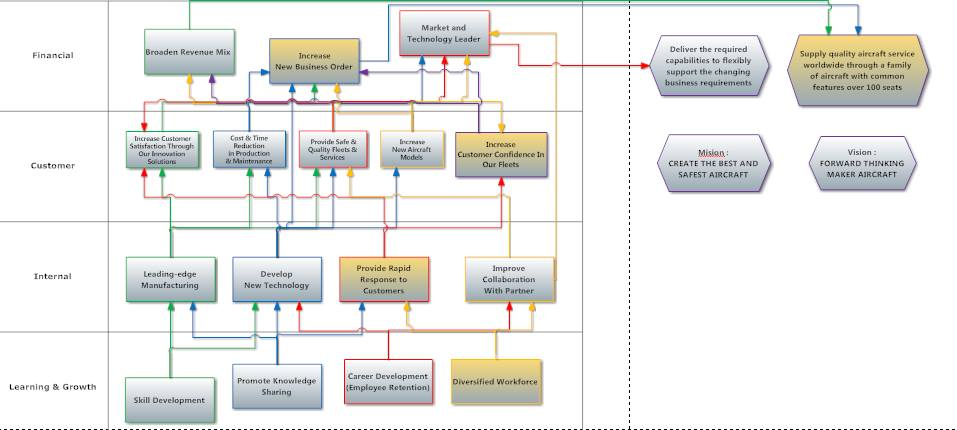 Financial
Broaden Revenue Mix
Increase
New Business Order
Market and
Technology Leader
Deliver the required
capabilities to flexibly
support the changing
business requirements
Supply quality aircraft service
worldwide through a family
of aircraft with common
features over 100 seats
Customer
Increase Customer
Satisfaction Through
Our Innovation
Solutions
Cost & Time
Reduction
in Production
& Maintenance
Provide Safe &
Quality Fleets &
Services
Increase
New Aircraft
Models
Increase
Customer Confidence In
Our Fleets
Mision :
CREATE THE BEST AND
SAFEST AIRCRAFT
Vision :
FORWARD THINKING
MAKER AIRCRAFT
Internal
Leading-edge
Manufacturing
Develop
New Technology
Provide Rapid
Response to
Customers
Improve
Collaboration
With Partner
Learning & Growth
Skill Development
Promote Knowledge
Sharing
Career Development
(Employee Retention)
Diversified Workforce